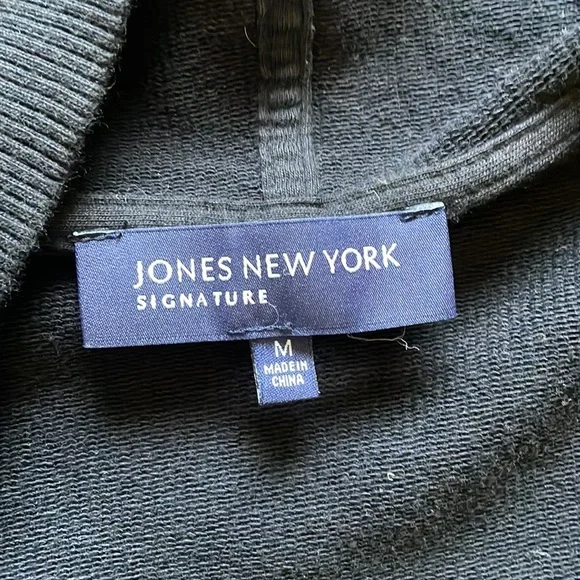 JONES NEW YORK
SIGNATURE
M
MADE IN
CHINA